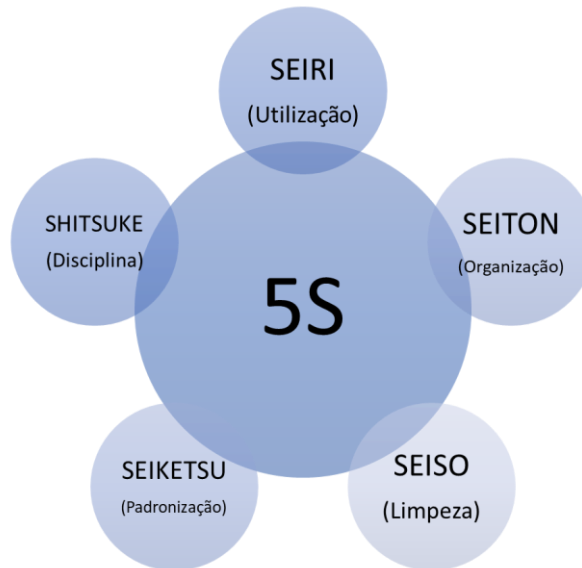 SEIRI
(Utilização)
SEITON
(Organização)
SEISO
(Limpeza)
SEIKETSU
(Padronização)
SHITSUKE
(Disciplina)
5S